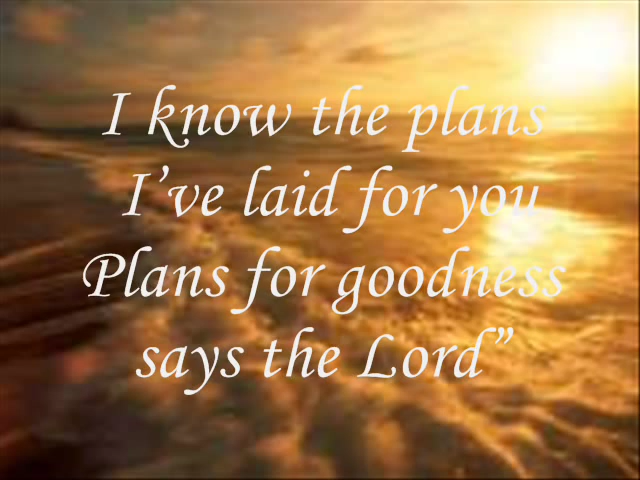 I know the plans
I’ve laid for you
Plans for goodness
says the Lord”